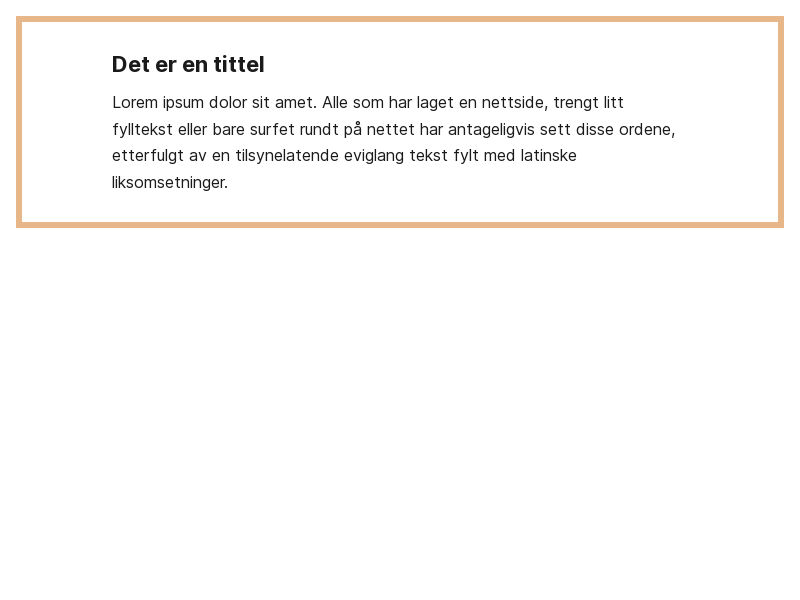 Det er en tittel
Lorem ipsum dolor sit amet. Alle som har laget en nettside, trengt litt
fylltekst eller bare surfet rundt på nettet har antageligvis sett disse ordene,
etterfulgt av en tilsynelatende eviglang tekst fylt med latinske
liksomsetninger.